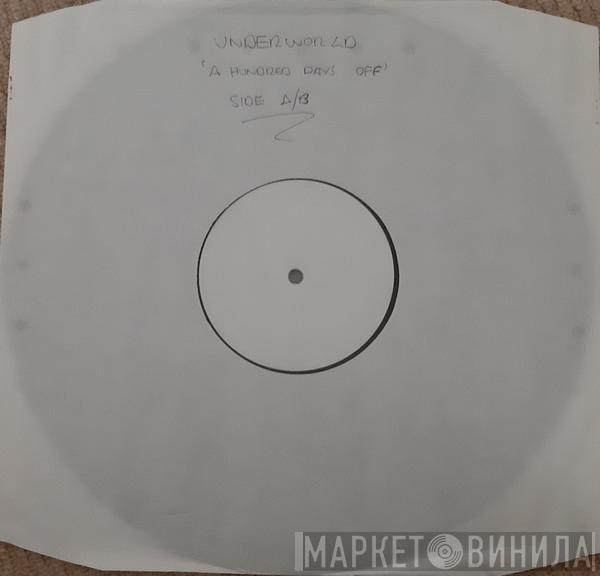 UNDERWORLD
'A HUNDRED DAYS OFF'
SIDE A/B
МАРКЕТ ВИНИЛА